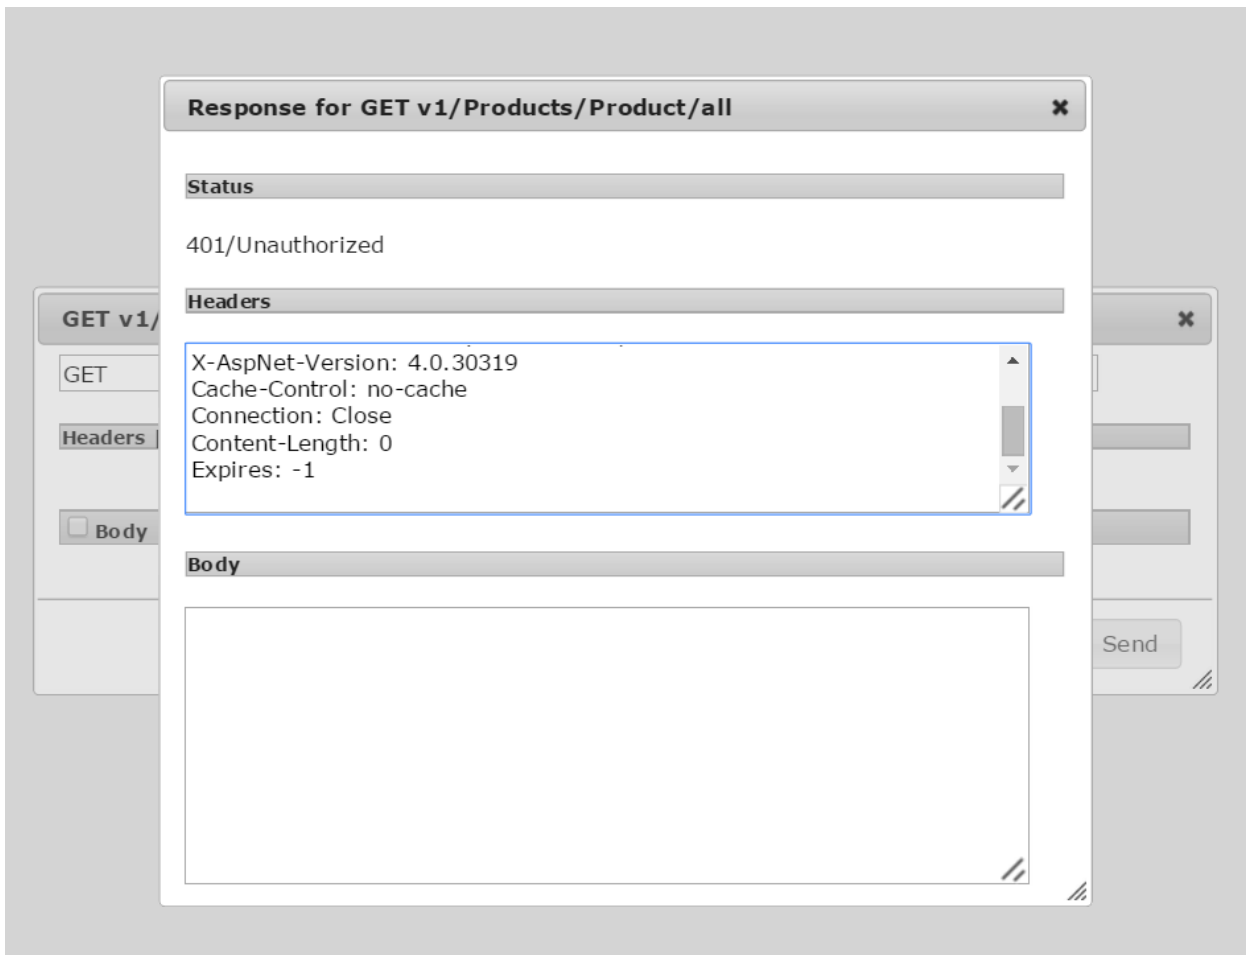 Response for GET v1/Products/Product/all
Status
401/Unauthorized
Headers
X-AspNet-Version: 4.0.30319
Cache-Control: no-cache
Connection: Close
Content-Length: 0
Expires: -1
Body
GET v1/
GET
Headers
Body
Send